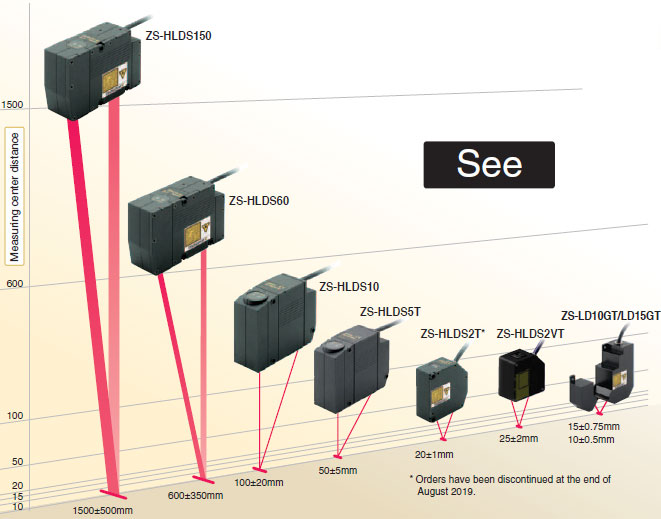 ZS-HLDS150
1500
Measuring center distance
See
ZS-HLDS60
600
ZS-HLDS10
ZS-HLDS5T
ZS-HLDS2T*
ZS-HLDS2VT
ZS-LD10GT/LD15GT
100
50
20
15
10
1500±500mm
600±350mm
100±20mm
50±5mm
20±1mm
25±2mm
15±0.75mm
10±0.5mm
* Orders have been discontinued at the end of
August 2019.